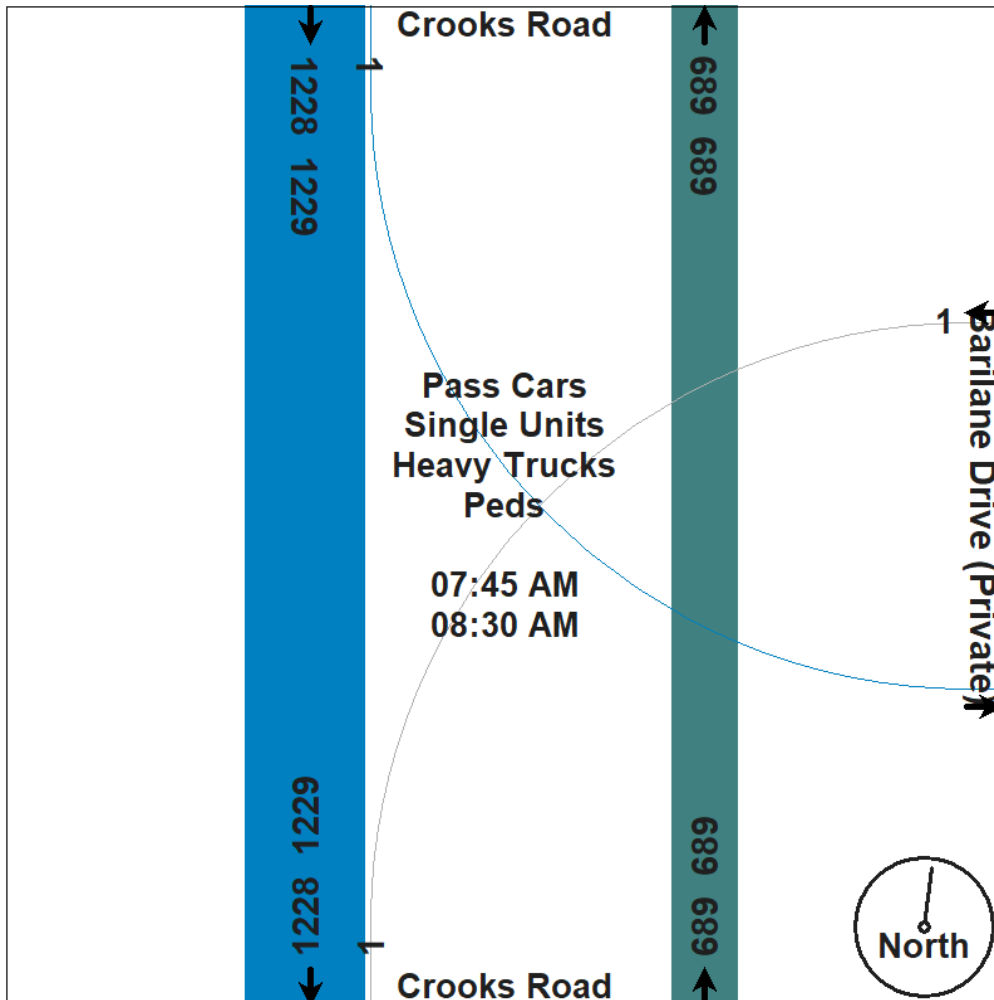 Crooks Road
1228 1229
1
689 689
1
Barilane Drive (Private)
Pass Cars
Single Units
Heavy Trucks
Peds
07:45 AM
08:30 AM
1228 1229
1
689 689
North
Crooks Road